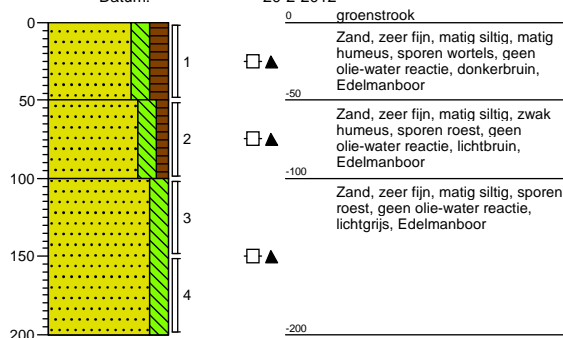 0 groenstrook
0
Zand, zeer fijn, matig siltig, matig
humeus, sporen wortels, geen
olie-water reactie, donkerbruin,
Edelmanboor
1
50
-50
Zand, zeer fijn, matig siltig, zwak
humeus, sporen roest, geen
olie-water reactie, lichtbruin,
Edelmanboor
2
100
-100
Zand, zeer fijn, matig siltig, sporen
roest, geen olie-water reactie,
lichtgrijs, Edelmanboor
3
150
4
200
-200